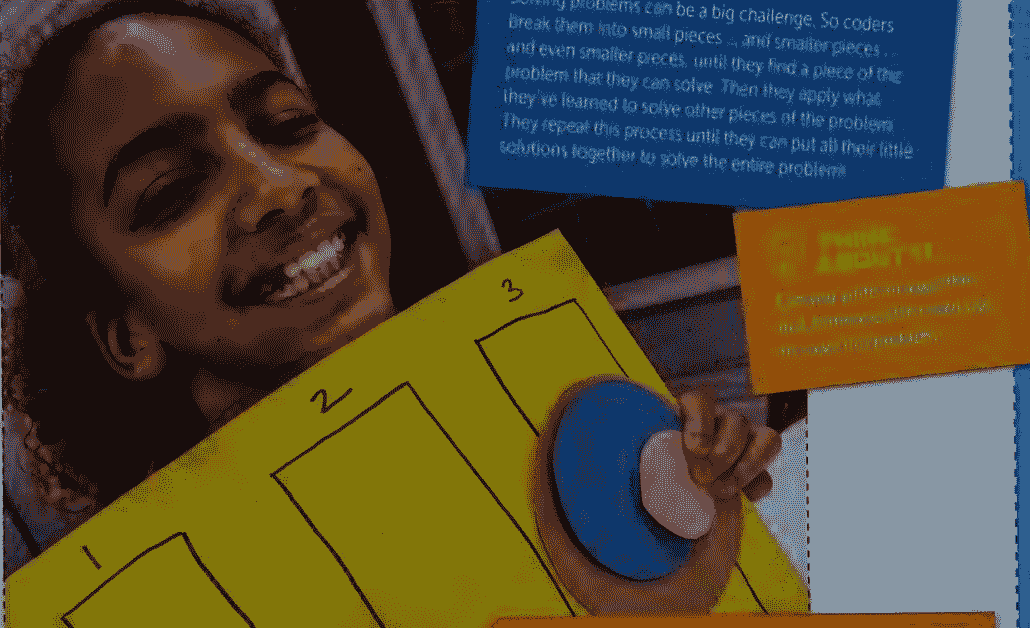 Solving problems can be a big challenge. So coders
break them into small pieces ... and smaller pieces ...
and even smaller pieces, until they find a piece of the
problem that they can solve. Then they apply what
they've learned to solve other pieces of the problem.
They repeat this process until they can put all their little
solutions together to solve the entire problem!
THINK
ABOUT IT
3
2
1